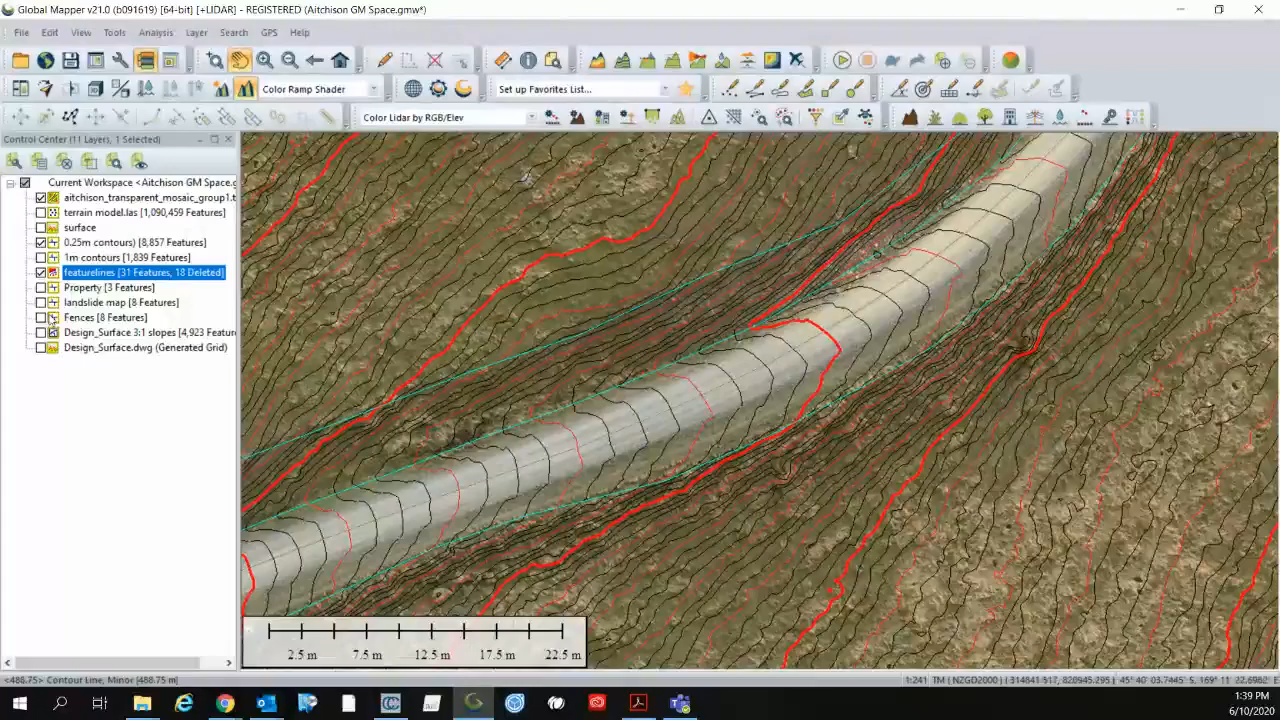 Global Mapper v21.0 (b091619) [64-bit] [+LIDAR] - REGISTERED (Aitchison GM Space.gmw*)
File Edit View Tools Analysis Layer Search GPS Help
Color Ramp Shader
Set up Favorites List...
Color Lidar by RGB/Elev
Control Center (11 Layers, 1 Selected)
Current Workspace <Aitchison GM Space.g
aitchison_transparent_mosaic_group1.t
terrain model.las [1,090,459 Features]
surface
0.25m contours) [8,857 Features]
1m contours [1,839 Features]
featurelines [31 Features, 18 Deleted]
Property [3 Features]
landslide map [8 Features]
Fences [8 Features]
Design_Surface 3:1 slopes [4,923 Featur
Design_Surface.dwg (Generated Grid)
2.5 m 7.5 m 12.5 m 17.5 m 22.5 m
<488.75> Contour Line, Minor [488.75 m]
1:241 TM (NZGD2000)
1:39 PM
6/10/2020